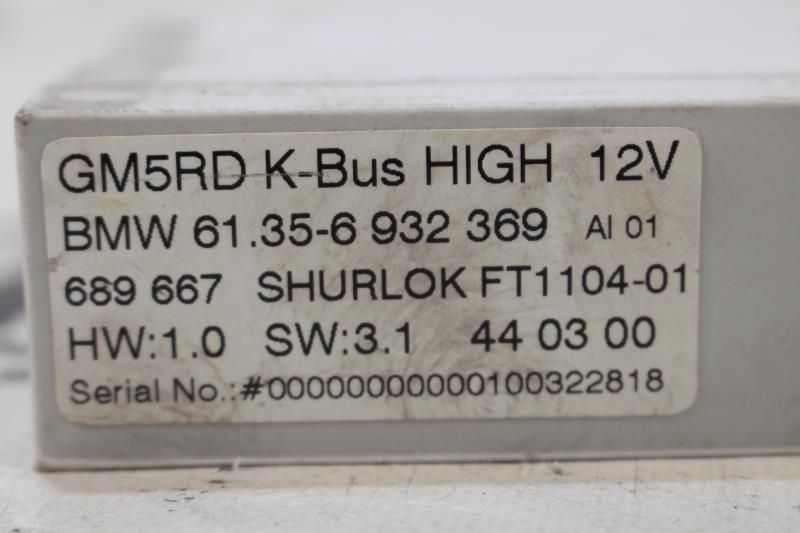 GM5RD K-Bus HIGH 12V
BMW 61.35-6 932 369 AI 01
689 667 SHURLOK FT1104-01
HW:1.0 SW:3.1 44 03 00
Serial No.:#00000000000100322818